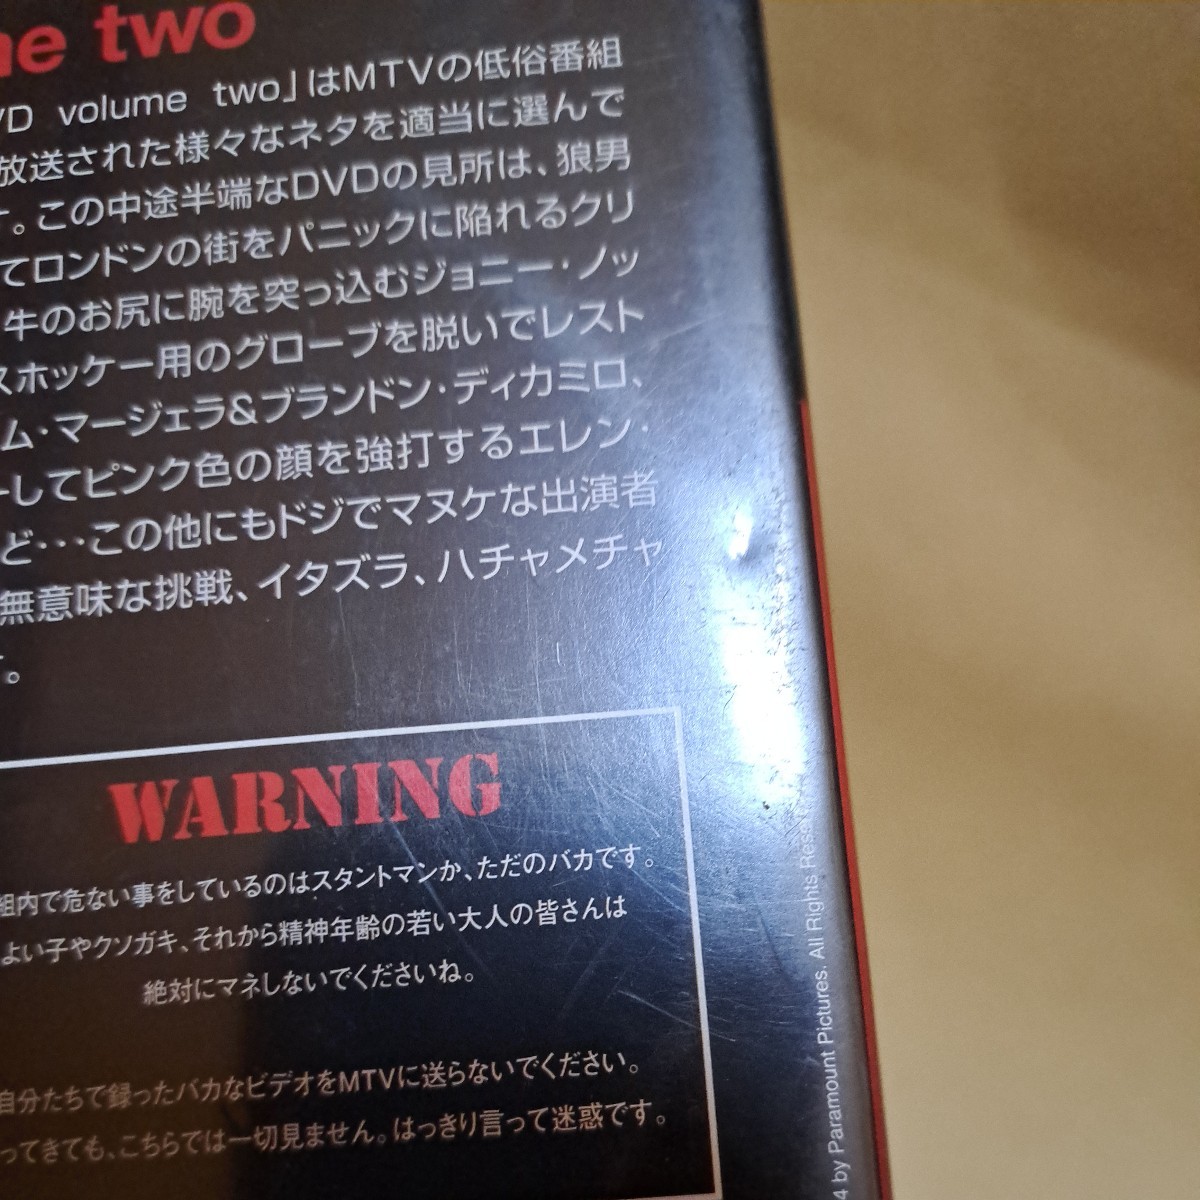 me two
VD volume two」はMTVの低俗番組
放送された様々なネタを適当に選んで
す。この中途半端なDVDの見所は、狼男
てロンドンの街をパニックに陥れるクリ
牛のお尻に腕を突っ込むジョニー・ノッ
スホッケー用のグローブを脱いでレスト
ム・マージェラ&ブランドン・ディカミロ、
ーしてピンク色の顔を強打するエレン・
ど…この他にもドジでマヌケな出演者
無意味な挑戦、イタズラ、ハチャメチャ
す。
WARNING
組内で危ない事をしているのはスタントマンか、ただのバカです。
よい子やクソガキ、それから精神年齢の若い大人の皆さんは
絶対にマネしないでくださいね。
自分たちで録ったバカなビデオをMTVに送らないでください。
ってきても、こちらでは一切見ません。はっきり言って迷惑です。
4 by Paramount Pictures. All Rights Res